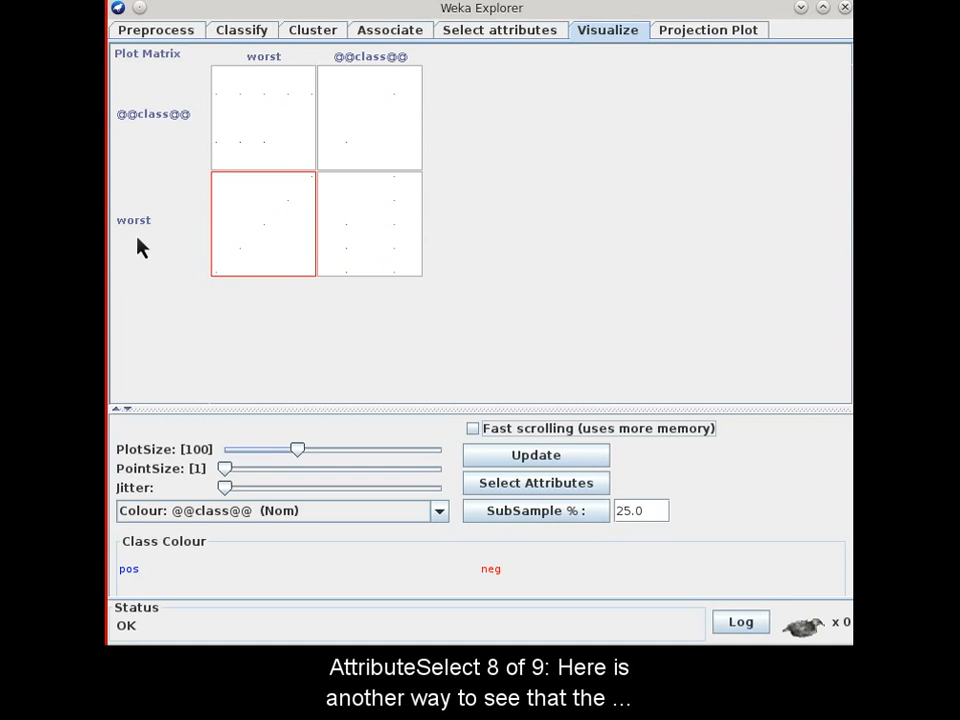 Weka Explorer
Preprocess Classify Cluster Associate Select attributes Visualize Projection Plot
Plot Matrix worst @@class@@
@@class@@
worst
Fast scrolling (uses more memory)
PlotSize: [100] Update
PointSize: [1]
Jitter: Select Attributes
Colour: @@class@@ (Nom) SubSample % : 25.0
Class Colour
pos neg
Status
OK Log x 0
AttributeSelect 8 of 9: Here is
another way to see that the ...